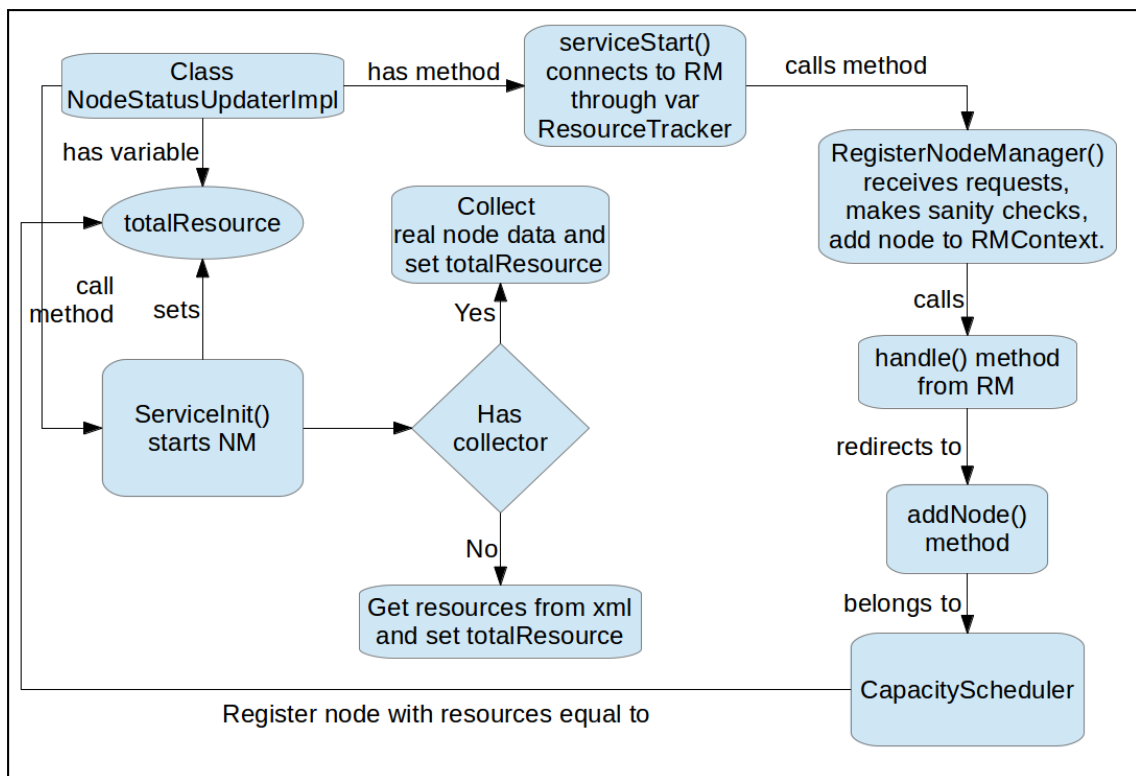 Class
NodeStatusUpdaterImpl
has method
serviceStart()
connects to RM
through var
ResourceTracker
calls method
RegisterNodeManager()
receives requests,
makes sanity checks,
add node to RMContext.
has variable
totalResource
call
method
sets
Collect
real node data and
set totalResource
Yes
ServiceInit()
starts NM
Has
collector
No
Get resources from xml
and set totalResource
calls
handle() method
from RM
redirects to
addNode()
method
belongs to
CapacityScheduler
Register node with resources equal to